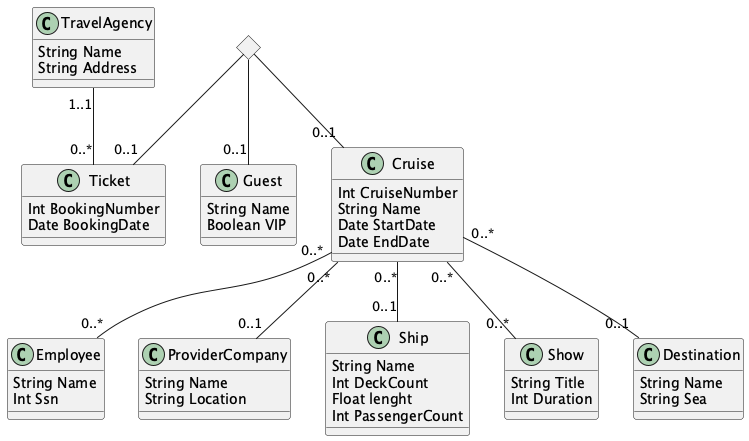 C TravelAgency
String Name
String Address
1..1
0..*
0..1
0..1
0..1
C Ticket
Int BookingNumber
Date BookingDate
C Guest
String Name
Boolean VIP
C Cruise
Int CruiseNumber
String Name
Date StartDate
Date EndDate
0..*
0..*
0..*
0..*
0..*
0..*
0..1
0..1
0..*
0..1
C Employee
String Name
Int Ssn
C ProviderCompany
String Name
String Location
C Ship
String Name
Int DeckCount
Float lenght
Int PassengerCount
C Show
String Title
Int Duration
C Destination
String Name
String Sea